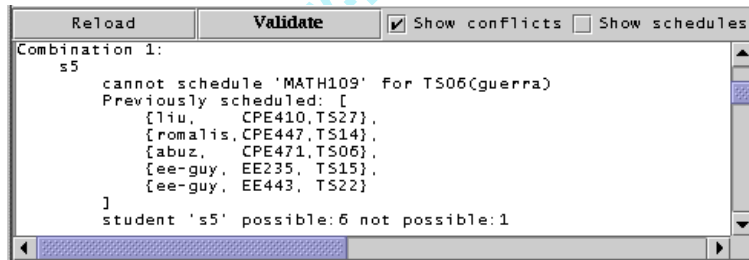 Reload Validate Show conflicts Show schedules
Combination 1:
s5
cannot schedule 'MATH109' for TS06(guerra)
Previously scheduled: [
{liu, CPE410,TS27},
{romalis,CPE447,TS14},
{abuz, CPE471,TS06},
{ee-guy, EE235, TS15},
{ee-guy, EE443, TS22}
]
student 's5' possible:6 not possible:1